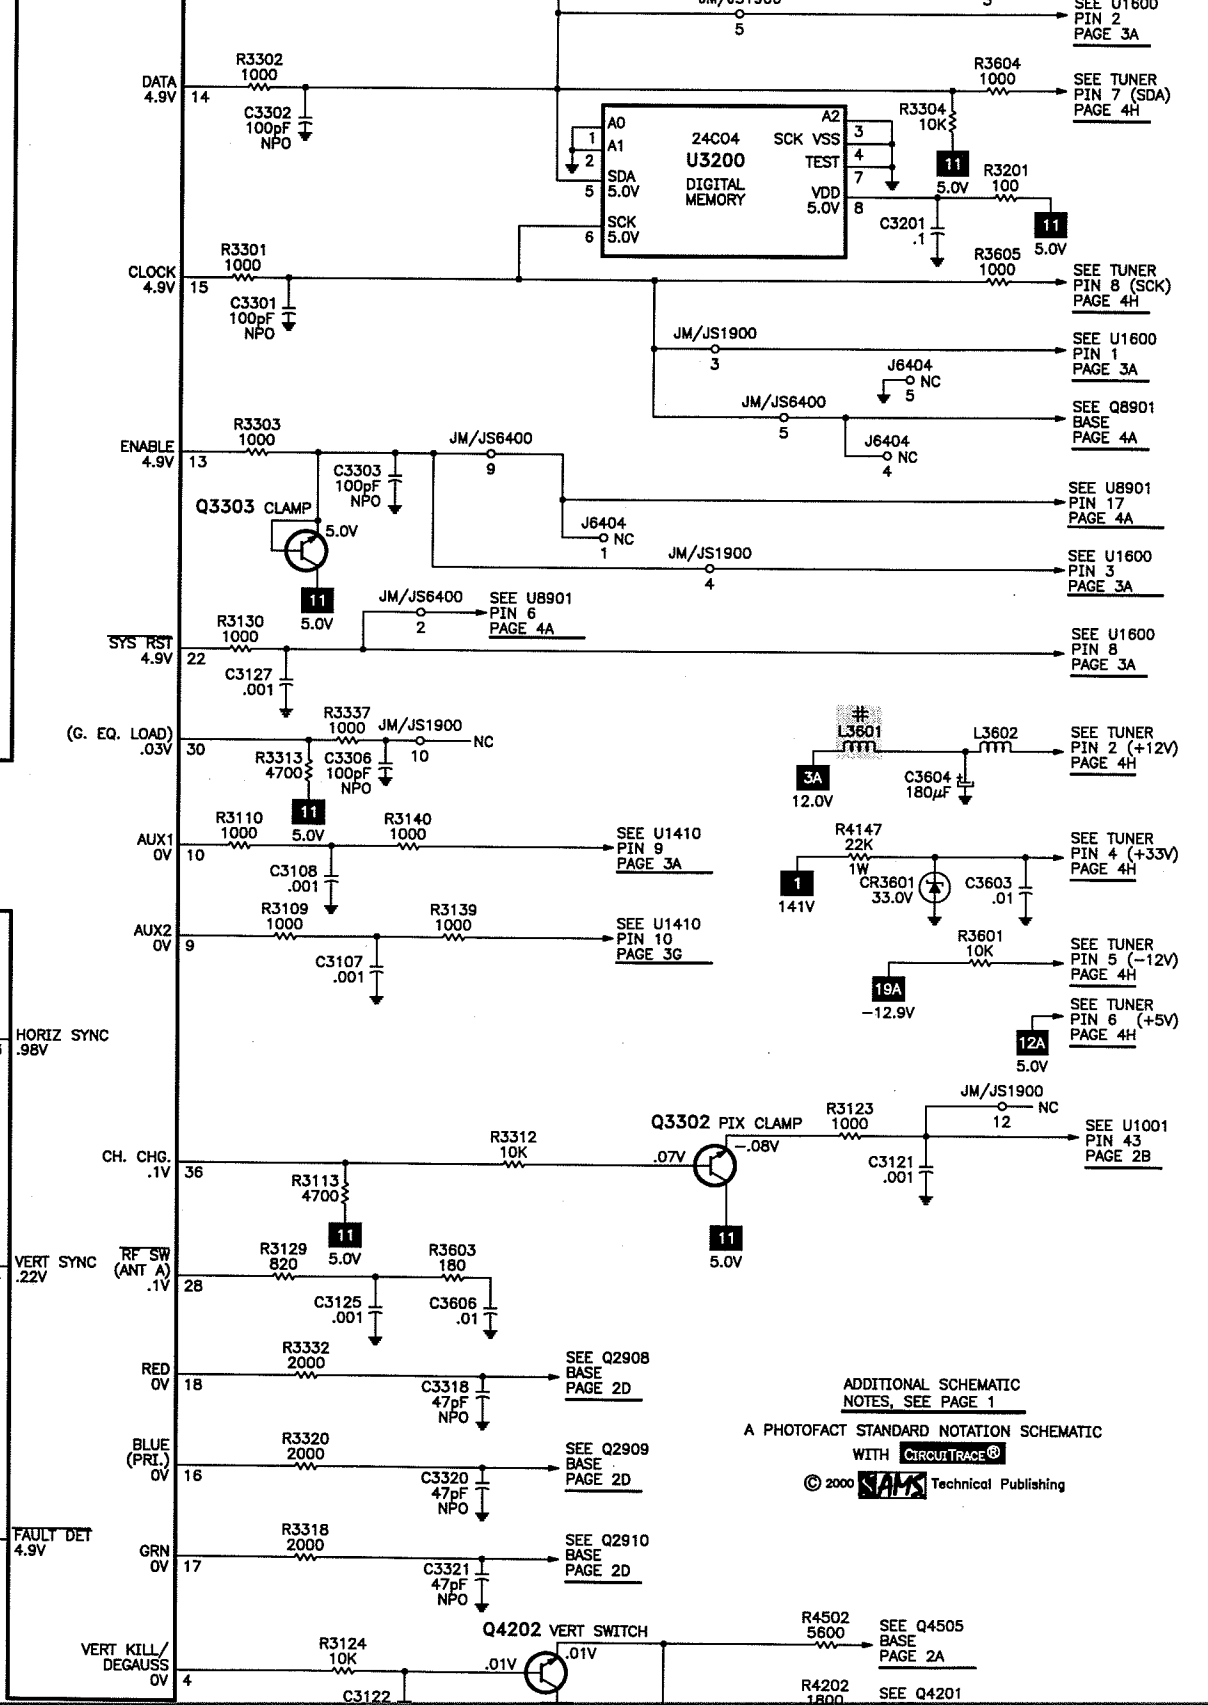 JM/JS1900
5
SEE U1600
PIN 2
PAGE 3A
DATA
4.9V
14
R3302
1000
C3302
100pF
NPO
R3604
1000
SEE TUNER
PIN 7 (SDA)
PAGE 4H
R3304
10K
11
5.0V
A0
1
A1
2
SDA
5 5.0V
SCK
6 5.0V
24C04
U3200
DIGITAL
MEMORY
A2
3
SCK VSS
4
TEST
7
VDD
5.0V 8
R3201
100
C3201
.1
11
5.0V
CLOCK
4.9V
15
R3301
1000
C3301
100pF
NPO
R3605
1000
SEE TUNER
PIN 8 (SCK)
PAGE 4H
JM/JS1900
3
SEE U1600
PIN 1
PAGE 3A
J6404
NC
5
JM/JS6400
5
SEE Q8901
BASE
PAGE 4A
J6404
NC
4
ENABLE
4.9V
13
R3303
1000
C3303
100pF
NPO
JM/JS6400
9
Q3303 CLAMP
5.0V
11
5.0V
J6404
NC
1
SEE U8901
PIN 17
PAGE 4A
JM/JS1900
4
SEE U1600
PIN 3
PAGE 3A
JM/JS6400
2
SEE U8901
PIN 6
PAGE 4A
SYS RST
4.9V
22
R3130
1000
C3127
.001
SEE U1600
PIN 8
PAGE 3A
(G. EQ. LOAD)
.03V
30
R3337
1000
JM/JS1900
10
NC
R3313
4700
C3306
100pF
NPO
11
5.0V
#
L3601
L3602
3A
12.0V
C3604
180µF
+
SEE TUNER
PIN 2 (+12V)
PAGE 4H
AUX1
0V
10
R3110
1000
R3140
1000
C3108
.001
SEE U1410
PIN 9
PAGE 3A
R4147
22K
1W
1
141V
CR3601
33.0V
C3603
.01
SEE TUNER
PIN 4 (+33V)
PAGE 4H
AUX2
0V
9
R3109
1000
R3139
1000
C3107
.001
SEE U1410
PIN 10
PAGE 3G
R3601
10K
19A
-12.9V
SEE TUNER
PIN 5 (-12V)
PAGE 4H
12A
5.0V
SEE TUNER
PIN 6 (+5V)
PAGE 4H
HORIZ SYNC
.98V
CH. CHG.
.1V
36
R3312
10K
R3113
4700
11
5.0V
Q3302 PIX CLAMP
.07V
-.08V
11
5.0V
R3123
1000
JM/JS1900
NC
12
C3121
.001
SEE U1001
PIN 43
PAGE 2B
VERT SYNC
.22V
RF SW
(ANT A)
.1V
28
R3129
820
R3603
180
C3125
.001
C3606
.01
RED
0V
18
R3332
2000
C3318
47pF
NPO
SEE Q2908
BASE
PAGE 2D
BLUE
(PRI.)
0V
16
R3320
2000
C3320
47pF
NPO
SEE Q2909
BASE
PAGE 2D
FAULT DET
4.9V
GRN
0V
17
R3318
2000
C3321
47pF
NPO
SEE Q2910
BASE
PAGE 2D
ADDITIONAL SCHEMATIC
NOTES, SEE PAGE 1
A PHOTOFACT STANDARD NOTATION SCHEMATIC
WITH CIRCUITRACE®
© 2000 SAMS Technical Publishing
VERT KILL/
DEGAUSS
0V
4
R3124
10K
C3122
Q4202 VERT SWITCH
.01V
.01V
R4502
5600
SEE Q4505
BASE
PAGE 2A
R4202
1800
SEE Q4201